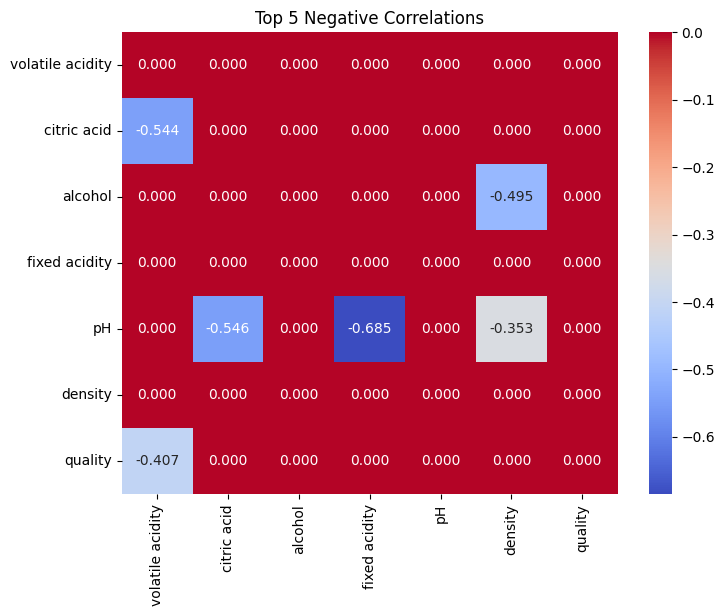 Top 5 Negative Correlations
volatile acidity 0.000 0.000 0.000 0.000 0.000 0.000 0.000
citric acid -0.544 0.000 0.000 0.000 0.000 0.000 0.000
alcohol 0.000 0.000 0.000 0.000 0.000 -0.495 0.000
fixed acidity 0.000 0.000 0.000 0.000 0.000 0.000 0.000
pH 0.000 -0.546 0.000 -0.685 0.000 -0.353 0.000
density 0.000 0.000 0.000 0.000 0.000 0.000 0.000
quality -0.407 0.000 0.000 0.000 0.000 0.000 0.000
volatile acidity
citric acid
alcohol
fixed acidity
pH
density
quality
0.0
−0.1
−0.2
−0.3
−0.4
−0.5
−0.6